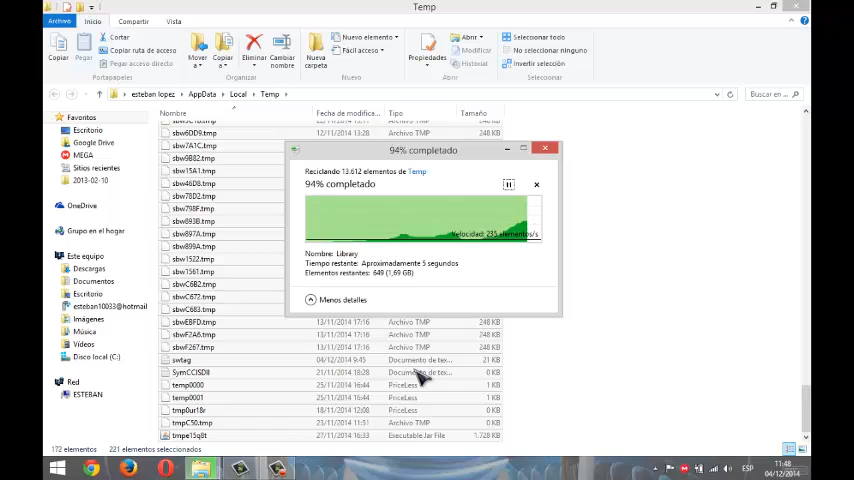 Temp
Archivo
Inicio
Compartir
Vista
Copiar
Pegar
Cortar
Copiar ruta de acceso
Pegar acceso directo
Portapapeles
Mover a
Copiar a
Eliminar
Cambiar nombre
Organizar
Nueva carpeta
Nuevo elemento
Fácil acceso
Nuevo
Propiedades
Abrir
Modificar
Historial
Abrir
Seleccionar todo
No seleccionar ninguno
Invertir selección
Seleccionar
esteban lopez
AppData
Local
Temp
Buscar en ...
Nombre
Fecha de modifica...
Tipo
Tamaño
Favoritos
Escritorio
Google Drive
MEGA
Sitios recientes
2013-02-10
OneDrive
Grupo en el hogar
Este equipo
Descargas
Documentos
Escritorio
esteban10033@hotmail
Imágenes
Música
Vídeos
Disco local (C:)
Red
ESTEBAN
sbw6DD9.tmp 12/11/2014 13:28 Archivo TMP 248 KB
sbw7A1C.tmp
sbw9B82.tmp
sbw15A1.tmp
sbw46D8.tmp
sbw78D2.tmp
sbw798F.tmp
sbw893B.tmp
sbw897A.tmp
sbw899A.tmp
sbw1522.tmp
sbw1561.tmp
sbwC6B2.tmp
sbwC672.tmp
sbwC683.tmp
sbwEBFD.tmp 13/11/2014 17:16 Archivo TMP 248 KB
sbwF2A6.tmp 13/11/2014 17:16 Archivo TMP 248 KB
sbwF267.tmp 13/11/2014 17:16 Archivo TMP 248 KB
swtag 04/12/2014 9:45 Documento de tex... 21 KB
SymCCISDll 21/11/2014 18:28 Documento de tex... 0 KB
temp0000 25/11/2014 16:44 PriceLess 1 KB
temp0001 25/11/2014 16:44 PriceLess 1 KB
tmp0ur18r 18/11/2014 12:08 PriceLess 0 KB
tmpC50.tmp 23/11/2014 11:51 Archivo TMP 0 KB
tmpe15q8t 27/11/2014 16:33 Executable Jar File 1.728 KB
94% completado
Reciclando 13.612 elementos de Temp
94% completado
Velocidad: 235 elementos/s
Nombre: Library
Tiempo restante: Aproximadamente 5 segundos
Elementos restantes: 649 (1,69 GB)
Menos detalles
172 elementos
221 elementos seleccionados
ESP
11:48
04/12/2014